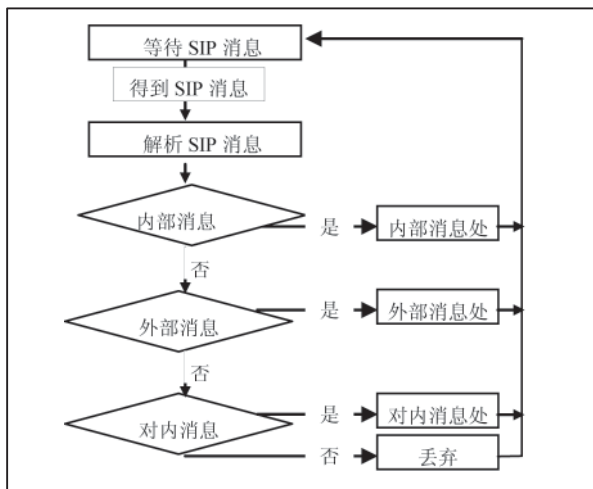 等待 SIP 消息
得到 SIP 消息
解析 SIP 消息
内部消息
是
内部消息处
否
外部消息
是
外部消息处
否
对内消息
是
对内消息处
否
丢弃